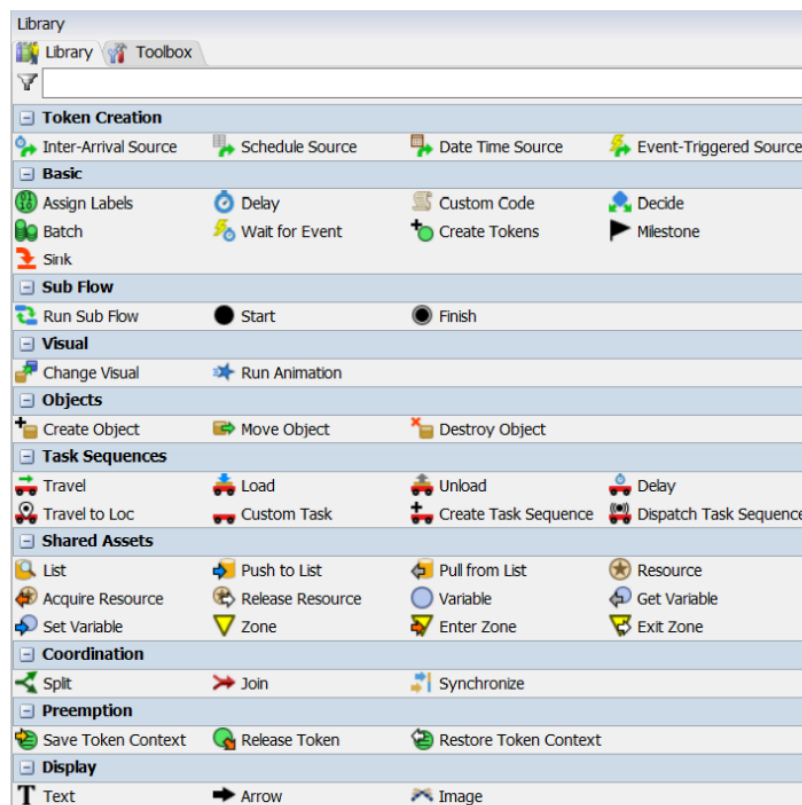 Library
Library Toolbox
Token Creation
Inter-Arrival Source Schedule Source Date Time Source Event-Triggered Source
Basic
Assign Labels Delay Custom Code Decide
Batch Wait for Event Create Tokens Milestone
Sink
Sub Flow
Run Sub Flow Start Finish
Visual
Change Visual Run Animation
Objects
Create Object Move Object Destroy Object
Task Sequences
Travel Load Unload Delay
Travel to Loc Custom Task Create Task Sequence Dispatch Task Sequence
Shared Assets
List Push to List Pull from List Resource
Acquire Resource Release Resource Variable Get Variable
Set Variable Zone Enter Zone Exit Zone
Coordination
Split Join Synchronize
Preemption
Save Token Context Release Token Restore Token Context
Display
T Text Arrow Image